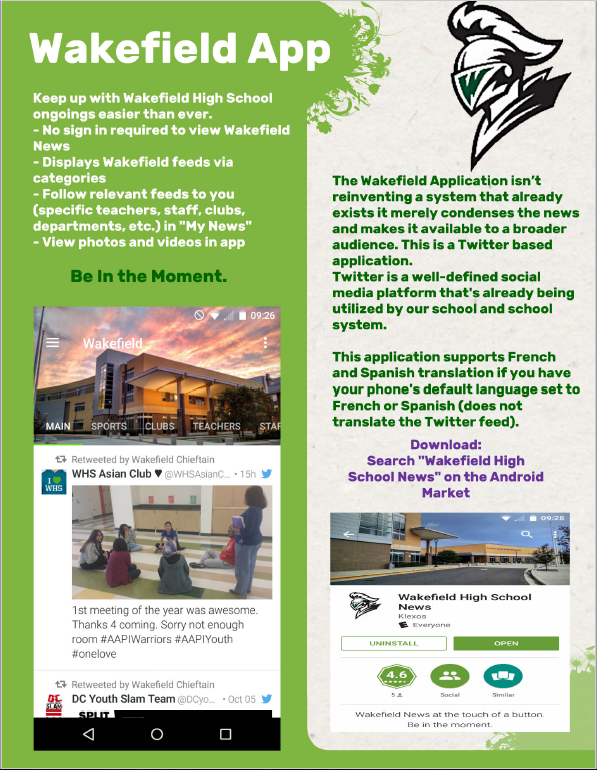 Wakefield App
Keep up with Wakefield High School
ongoings easier than ever.
- No sign in required to view Wakefield
News
- Displays Wakefield feeds via
categories
- Follow relevant feeds to you
(specific teachers, staff, clubs,
departments, etc.) in "My News"
- View photos and videos in app
Be In the Moment.
09:26
Wakefield
MAIN SPORTS CLUBS TEACHERS STAF
Retweeted by Wakefield Chieftain
I ♥
WHS
WHS Asian Club ♥ @WHSAsianC... • 15h
1st meeting of the year was awesome.
Thanks 4 coming. Sorry not enough
room #AAPIWarriors #AAPIYouth
#onelove
Retweeted by Wakefield Chieftain
DC
SLAM
DC Youth Slam Team @DCyo... • Oct 05
SPLIT
W
The Wakefield Application isn't
reinventing a system that already
exists it merely condenses the news
and makes it available to a broader
audience. This is a Twitter based
application.
Twitter is a well-defined social
media platform that's already being
utilized by our school and school
system.
This application supports French
and Spanish translation if you have
your phone's default language set to
French or Spanish (does not
translate the Twitter feed).
Download:
Search "Wakefield High
School News" on the Android
Market
09:28
Wakefield High School
News
Klexos
E Everyone
UNINSTALL OPEN
4.6
5 Social Similar
Wakefield News at the touch of a button.
Be in the moment.